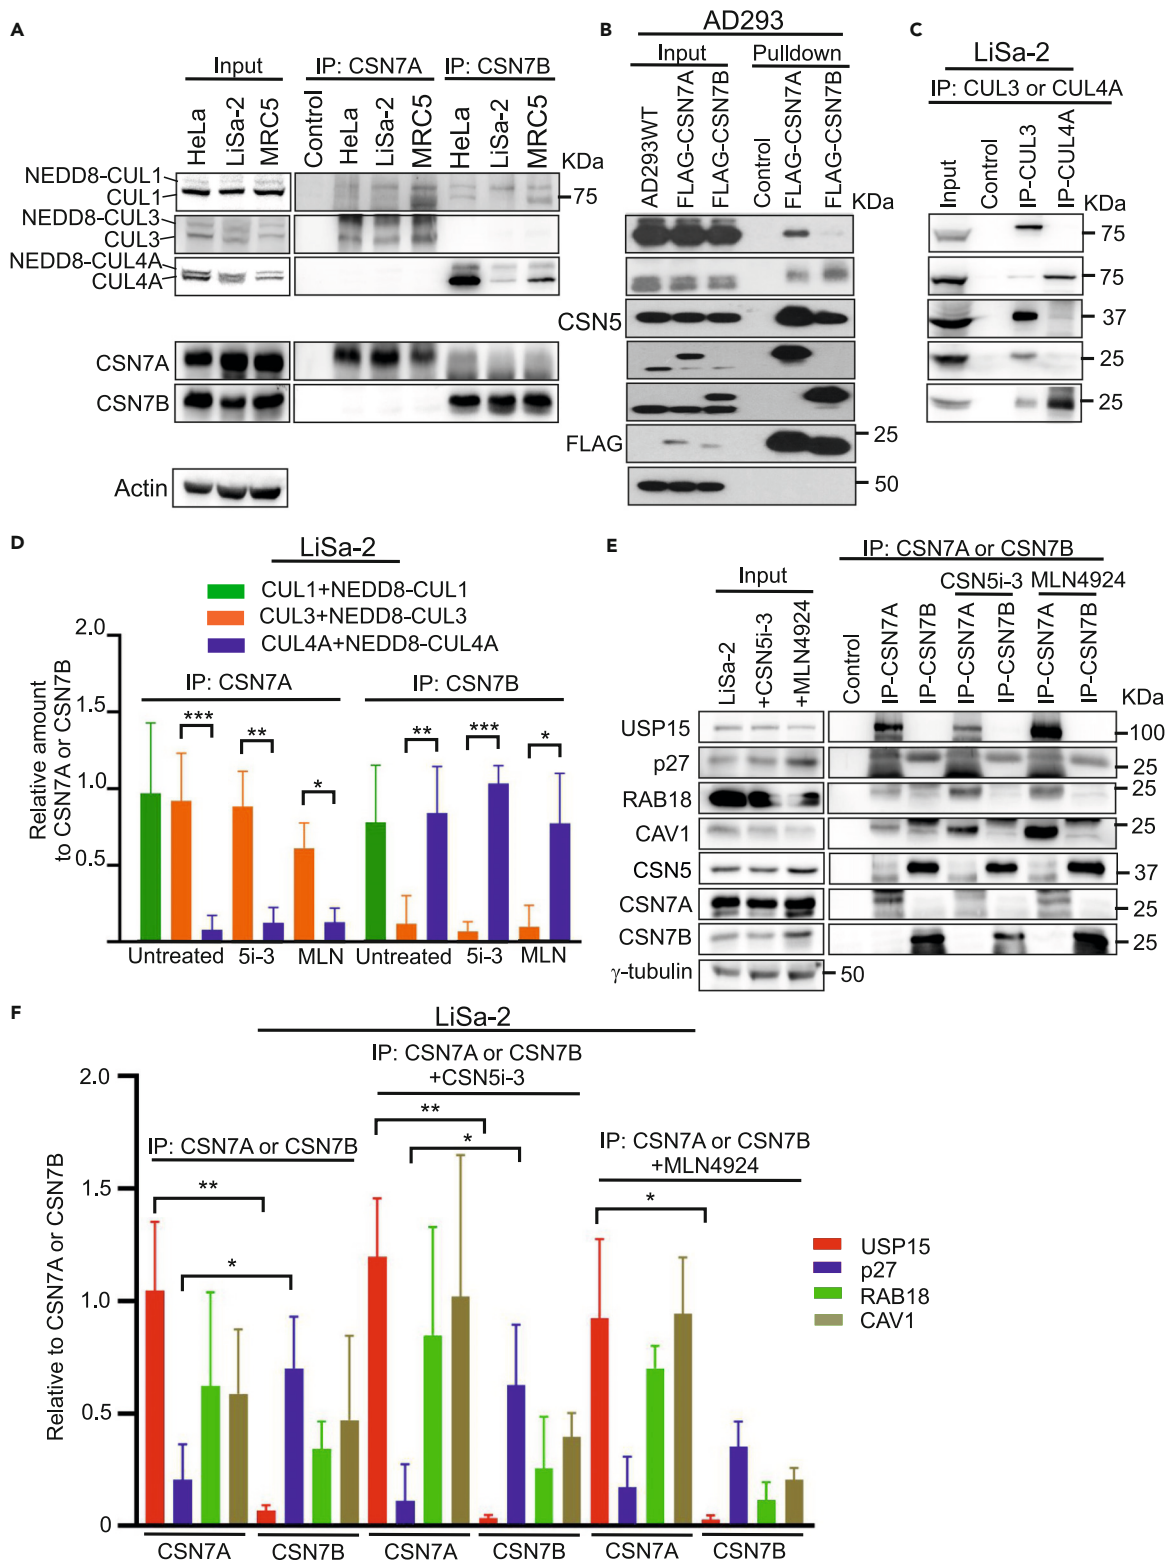 A
Input
IP: CSN7A
IP: CSN7B
HeLa
LiSa-2
MRC5
Control
HeLa
LiSa-2
MRC5
HeLa
LiSa-2
MRC5
KDa
NEDD8-CUL1
CUL1
75
NEDD8-CUL3
CUL3
NEDD8-CUL4A
CUL4A
CSN7A
CSN7B
Actin
B
AD293
Input
Pulldown
AD293WT
FLAG-CSN7A
FLAG-CSN7B
Control
FLAG-CSN7A
FLAG-CSN7B
KDa
CSN5
FLAG
25
50
C
LiSa-2
IP: CUL3 or CUL4A
Input
Control
IP-CUL3
IP-CUL4A
KDa
75
75
37
25
25
D
LiSa-2
CUL1+NEDD8-CUL1
CUL3+NEDD8-CUL3
CUL4A+NEDD8-CUL4A
Relative amount
to CSN7A or CSN7B
2.0
1.5
1.0
0.5
IP: CSN7A
IP: CSN7B
***
**
*
**
***
*
Untreated
5i-3
MLN
Untreated
5i-3
MLN
E
IP: CSN7A or CSN7B
Input
CSN5i-3
MLN4924
LiSa-2
+CSN5i-3
+MLN4924
Control
IP-CSN7A
IP-CSN7B
IP-CSN7A
IP-CSN7B
IP-CSN7A
IP-CSN7B
KDa
USP15
100
p27
25
RAB18
25
CAV1
25
CSN5
37
CSN7A
25
CSN7B
25
γ-tubulin
50
F
LiSa-2
IP: CSN7A or CSN7B
+CSN5i-3
IP: CSN7A or CSN7B
IP: CSN7A or CSN7B
+MLN4924
Relative to CSN7A or CSN7B
2.0
1.5
1.0
0.5
0
**
*
**
*
*
USP15
p27
RAB18
CAV1
CSN7A
CSN7B
CSN7A
CSN7B
CSN7A
CSN7B